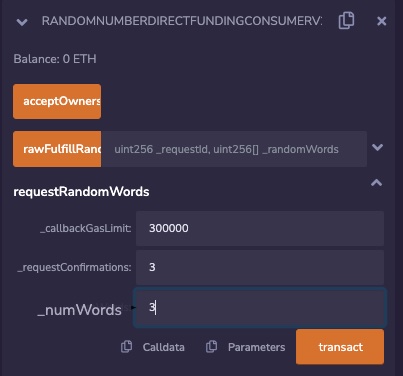 RANDOMNUMBERDIRECTFUNDINGCONSUMERV
Balance: 0 ETH
acceptOwners
rawFulfillRand uint256 _requestId, uint256[] _randomWords
requestRandomWords
_callbackGasLimit: 300000
_requestConfirmations: 3
_numWords 3
Calldata Parameters transact